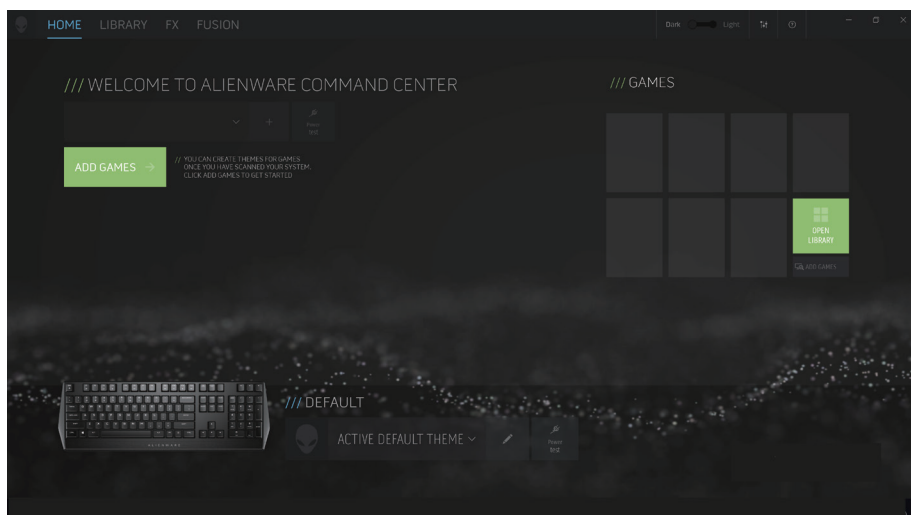 HOME LIBRARY FX FUSION
Dark Light
/// WELCOME TO ALIENWARE COMMAND CENTER
/// GAMES
ADD GAMES
// YOU CAN CREATE THEMES FOR GAMES
ONCE YOU HAVE SCANNED YOUR SYSTEM.
CLICK ADD GAMES TO GET STARTED
OPEN
LIBRARY
ALIENWARE
/// DEFAULT
ACTIVE DEFAULT THEME
Power